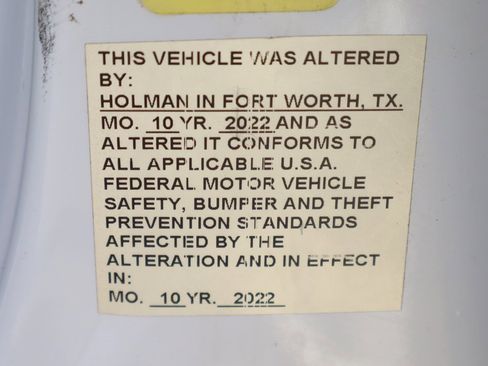 THIS VEHICLE WAS ALTERED
BY:
HOLMAN IN FORT WORTH, TX.
MO. 10 YR. 2022 AND AS
ALTERED IT CONFORMS TO
ALL APPLICABLE U.S.A.
FEDERAL MOTOR VEHICLE
SAFETY, BUMPER AND THEFT
PREVENTION STANDARDS
AFFECTED BY THE
ALTERATION AND IN EFFECT
IN:
MO. 10 YR. 2022